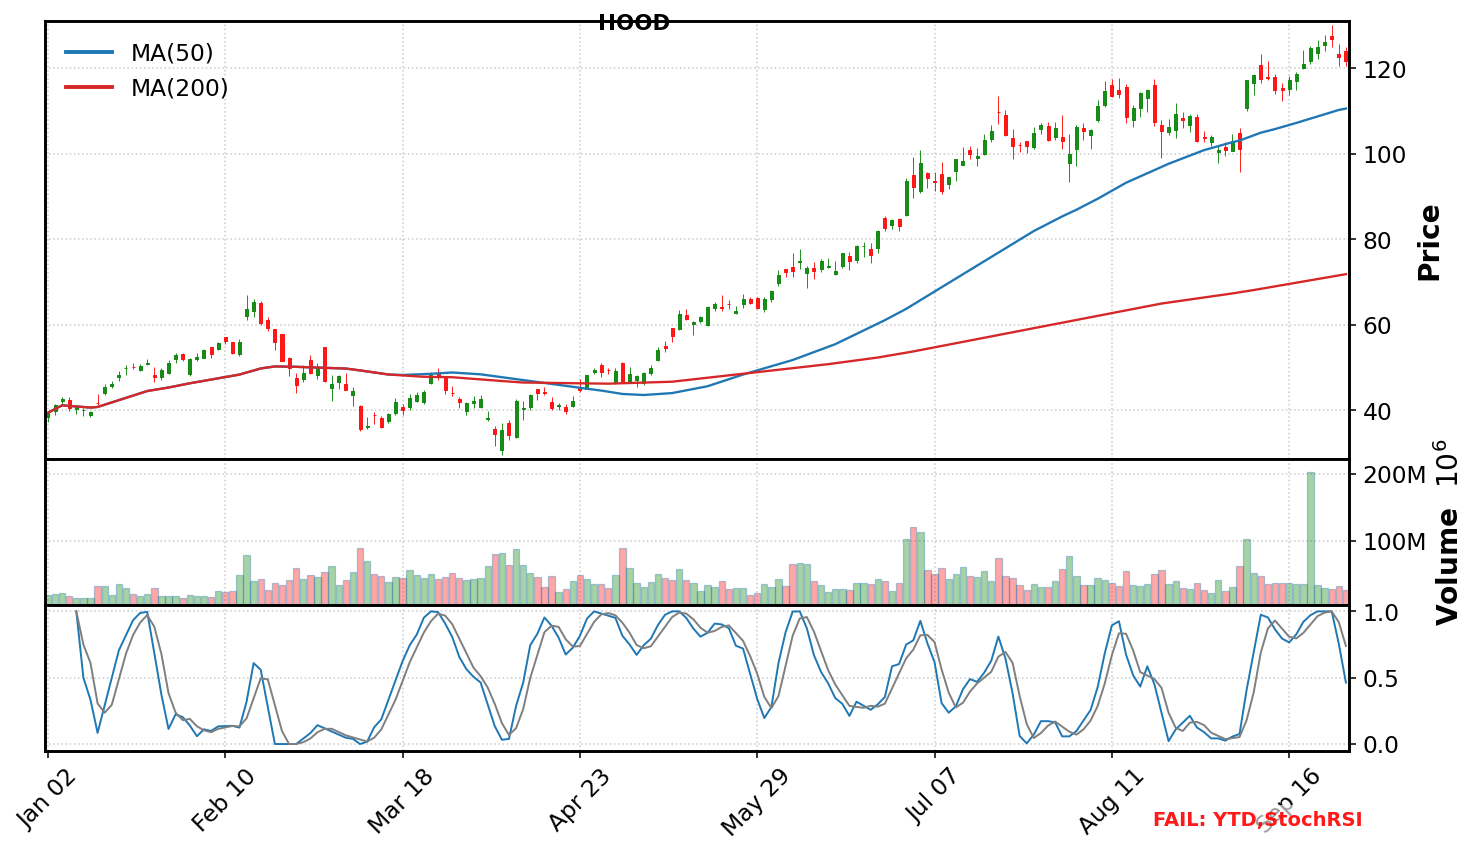 HOOD
MA(50)
MA(200)
120
100
80
60
40
Price
200M
100M
Volume 10⁶
1.0
0.5
0.0
Jan 02
Feb 10
Mar 18
Apr 23
May 29
Jul 07
Aug 11
Sep 16
FAIL: YTD,StochRSI